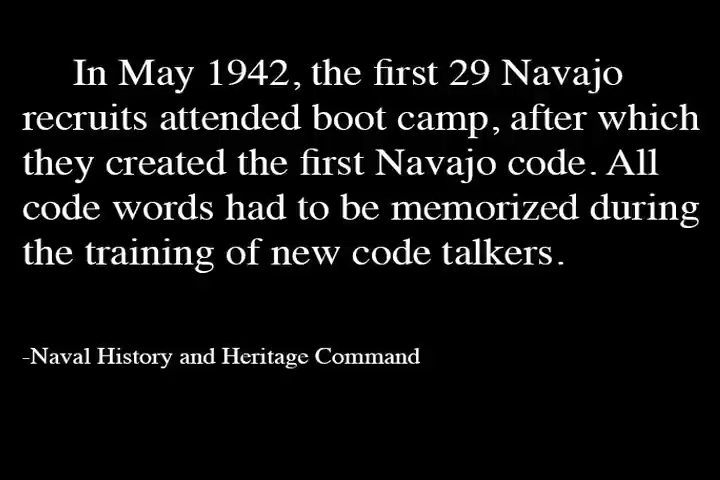 In May 1942, the first 29 Navajo
recruits attended boot camp, after which
they created the first Navajo code. All
code words had to be memorized during
the training of new code talkers.
-Naval History and Heritage Command